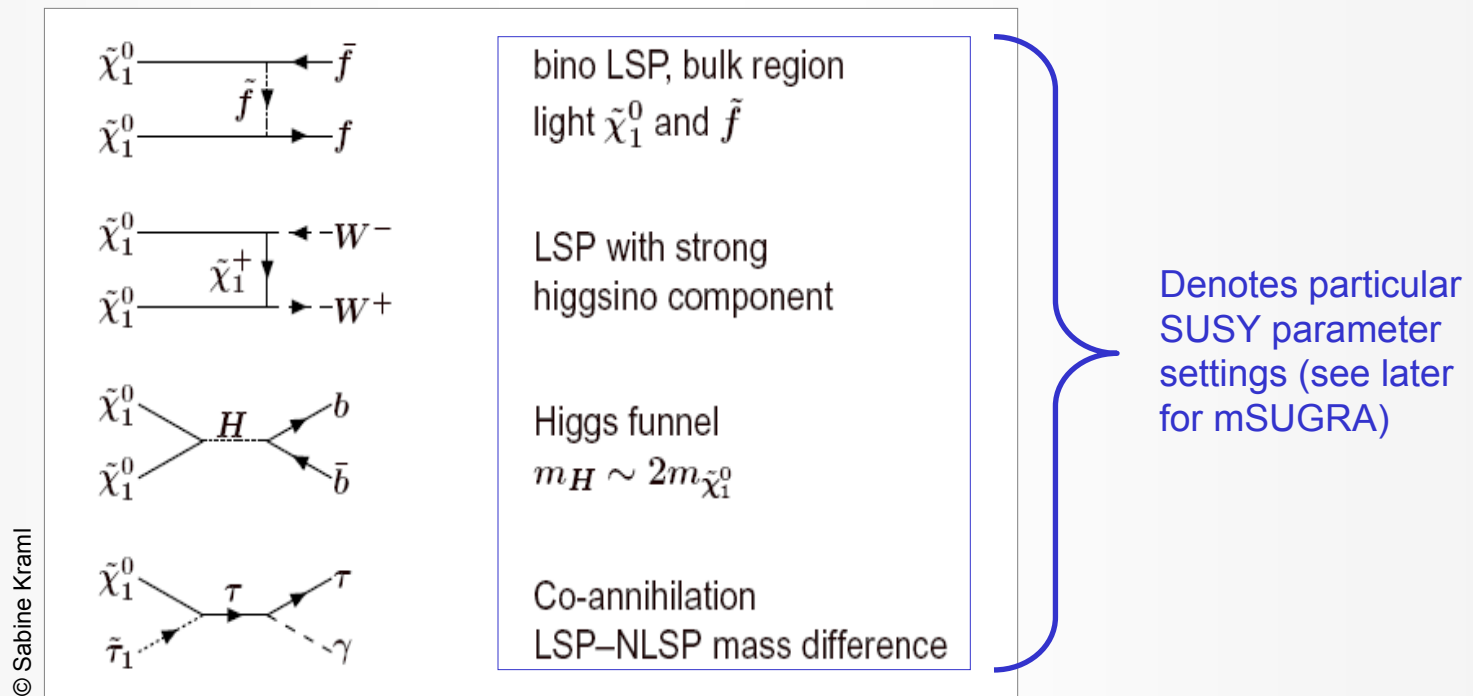 χ̃₁⁰ f̄
f̃
χ̃₁⁰ f
bino LSP, bulk region
light χ̃₁⁰ and f̃
χ̃₁⁰ W⁻
χ̃₁⁺
χ̃₁⁰ W⁺
LSP with strong
higgsino component
χ̃₁⁰ b
H
χ̃₁⁰ b̄
Higgs funnel
m_H ∼ 2m_χ̃₁⁰
χ̃₁⁰ τ
τ
τ̃₁ γ
Co-annihilation
LSP–NLSP mass difference
Denotes particular
SUSY parameter
settings (see later
for mSUGRA)
© Sabine Kraml